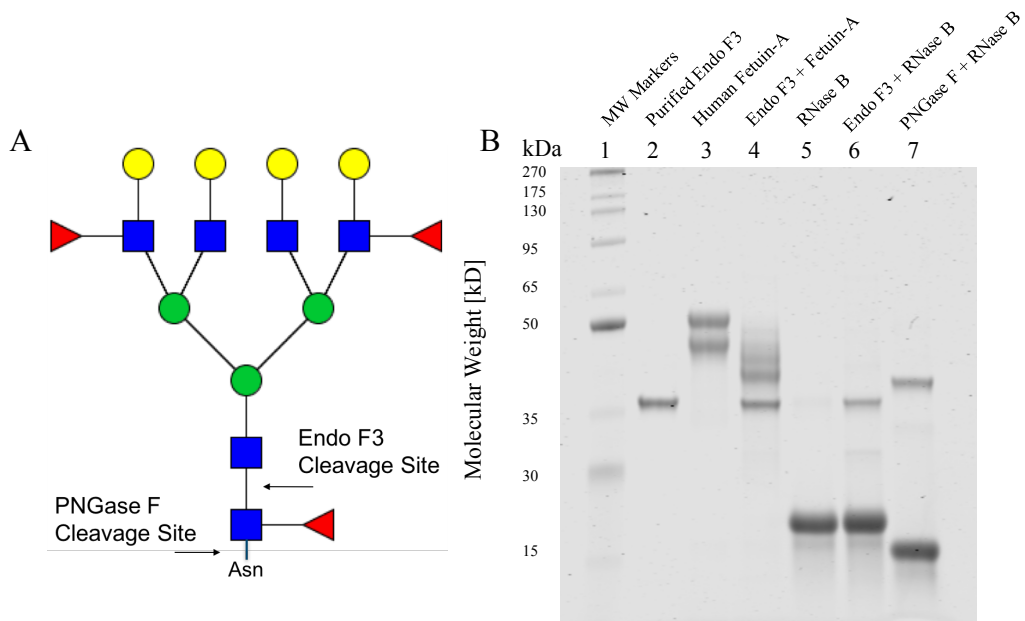 A
Endo F3
Cleavage Site
PNGase F
Cleavage Site
Asn
B
MW Markers
Purified Endo F3
Human Fetuin-A
Endo F3 + Fetuin-A
RNase B
Endo F3 + RNase B
PNGase F + RNase B
kDa 1 2 3 4 5 6 7
270
175
130
95
65
50
35
30
15
Molecular Weight [kD]